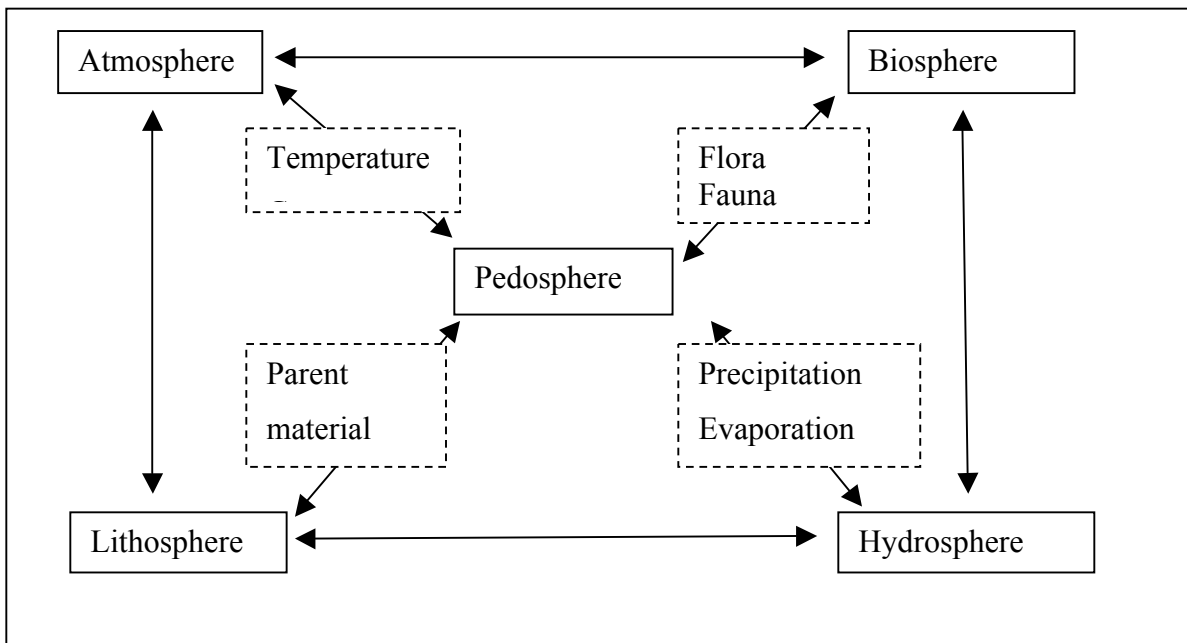 Atmosphere
Biosphere
Temperature
Flora
Fauna
Pedosphere
Parent
material
Precipitation
Evaporation
Lithosphere
Hydrosphere